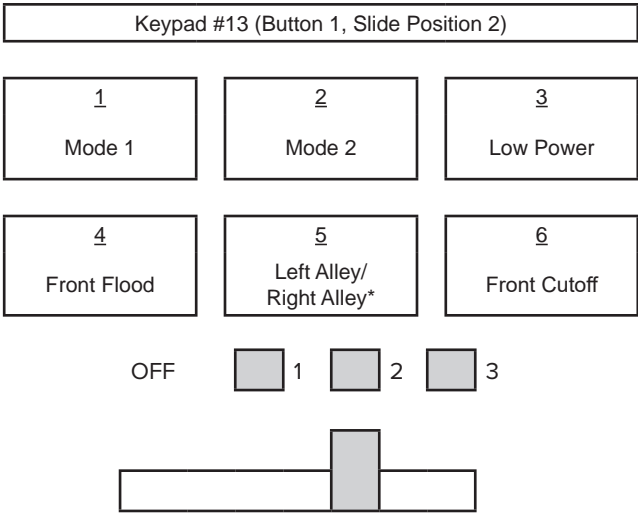 Keypad #13 (Button 1, Slide Position 2)
1 2 3
Mode 1 Mode 2 Low Power
4 5 6
Front Flood Left Alley/ Right Alley* Front Cutoff
OFF 1 2 3